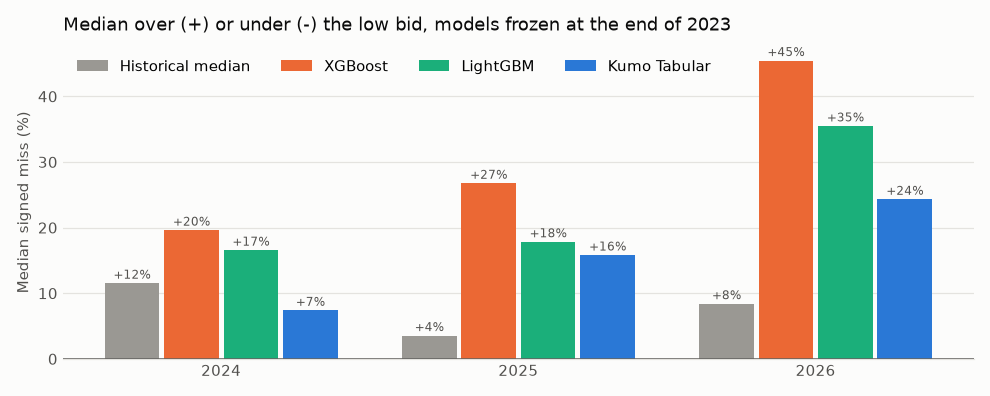 Median over (+) or under (-) the low bid, models frozen at the end of 2023
Historical median XGBoost LightGBM Kumo Tabular
Median signed miss (%)
40
30
20
10
0
+12% +20% +17% +7%
+4% +27% +18% +16%
+8% +45% +35% +24%
2024 2025 2026